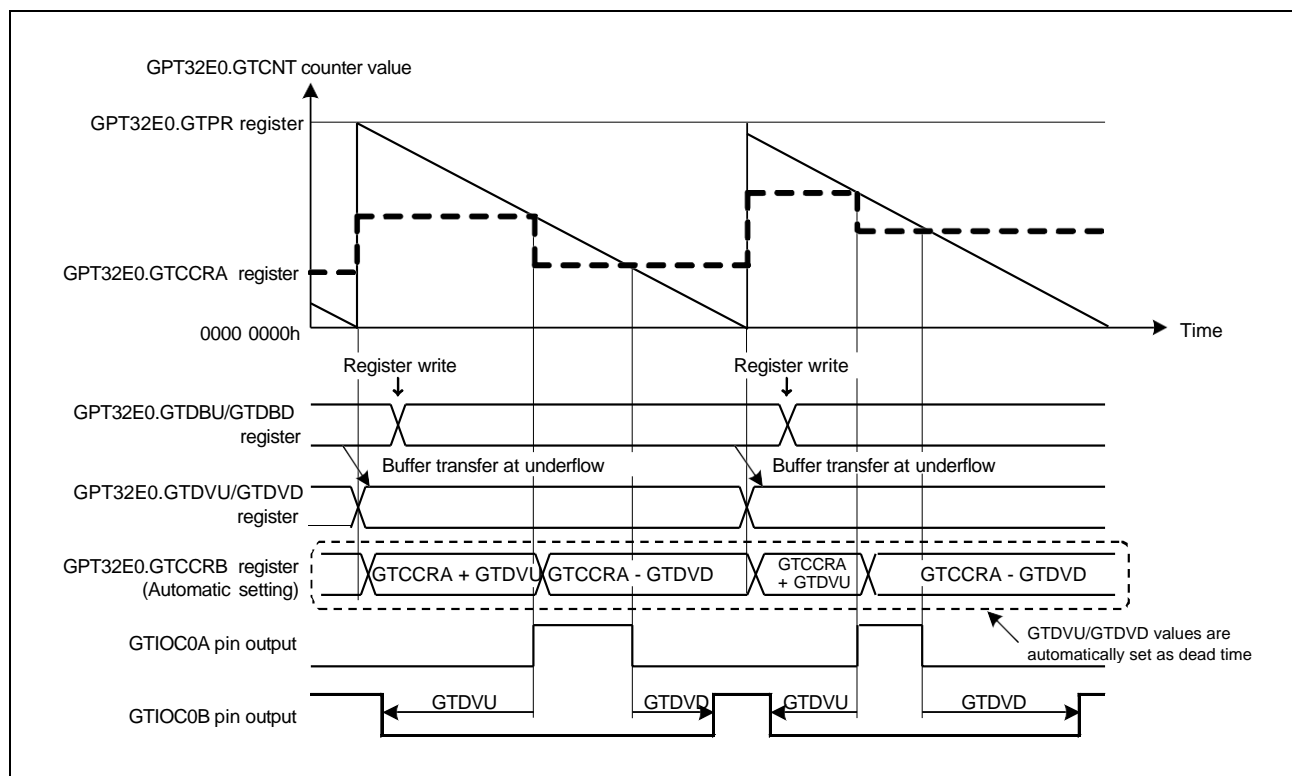 GPT32E0.GTCNT counter value
GPT32E0.GTPR register
GPT32E0.GTCCRA register
0000 0000h
Time
Register write
Register write
GPT32E0.GTDBU/GTDBD
register
Buffer transfer at underflow
Buffer transfer at underflow
GPT32E0.GTDVU/GTDVD
register
GPT32E0.GTCCRB register
(Automatic setting)
GTCCRA + GTDVU
GTCCRA - GTDVD
GTCCRA
+ GTDVU
GTCCRA - GTDVD
GTDVU/GTDVD values are
automatically set as dead time
GTIOC0A pin output
GTIOC0B pin output
GTDVU
GTDVD
GTDVU
GTDVD